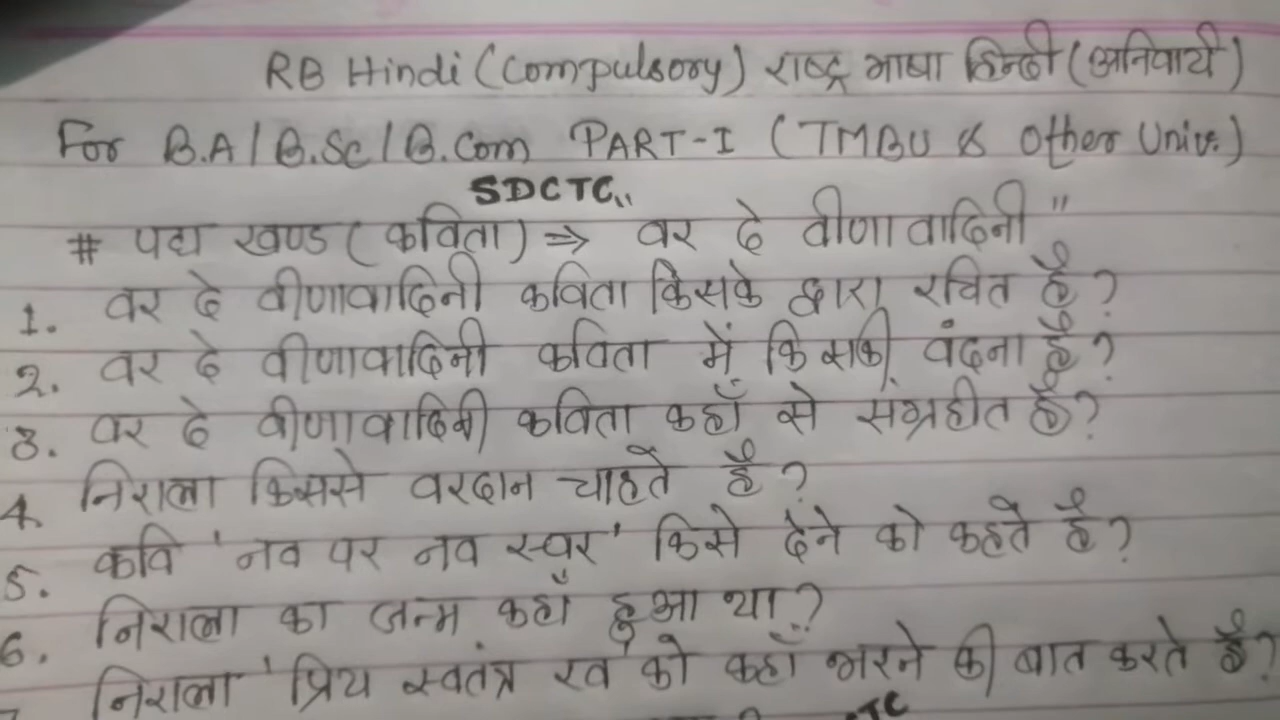 RB Hindi (Compulsory) राष्ट्र भाषा हिन्दी (अनिवार्य)
For B.A / B.Sc / B.Com PART-I (TMBU & Other Univ.)
SDCTC,,
# पद्य खण्ड (कविता) ⇒ वर दे वीणा वादिनी"
1. वर दे वीणावादिनी कविता किसके द्वारा रचित है?
2. वर दे वीणावादिनी कविता में किसकी वंदना है?
3. वर दे वीणावादिनी कविता कहाँ से संग्रहीत है?
4. निराला किससे वरदान चाहते है?
5. कवि 'नव पर नव स्वर' किसे देने को कहते है?
6. निराला का जन्म कहाँ हुआ था?
निराला 'प्रिय स्वतंत्र रव' को कहाँ भरने की बात करते है?
TC